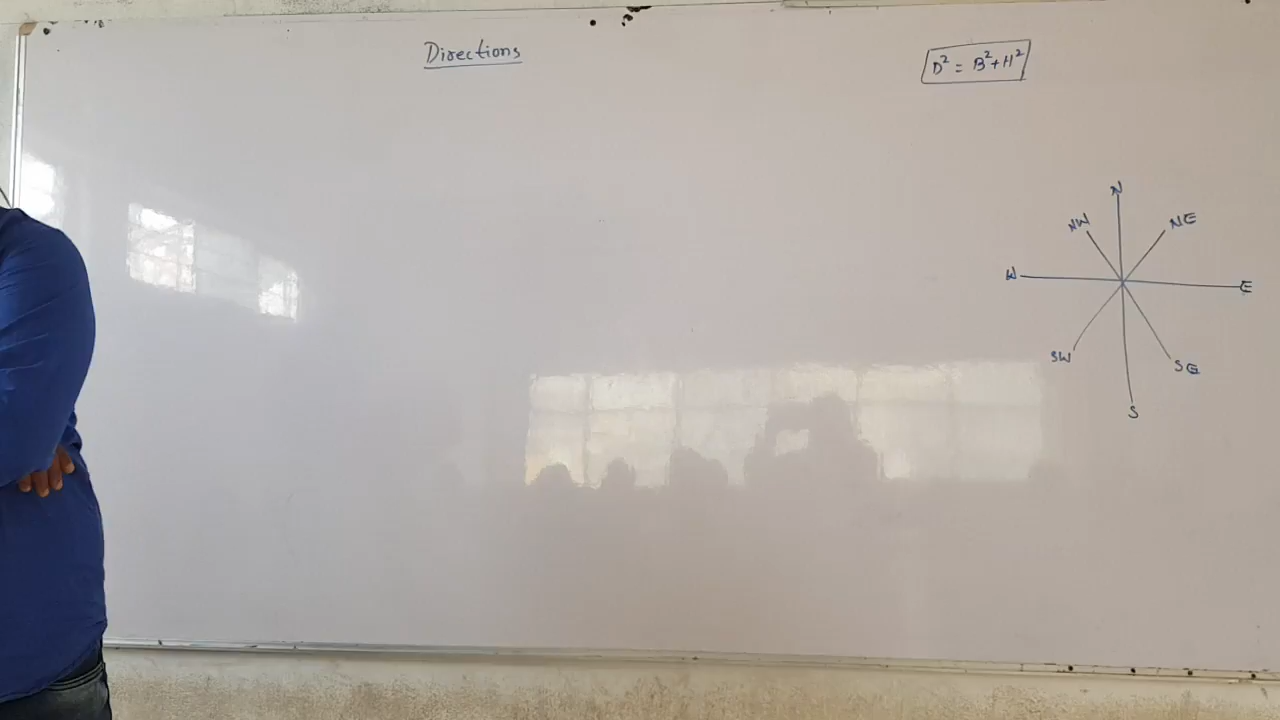 Directions
D² = B² + H²
N
NW NE
W E
SW SE
S